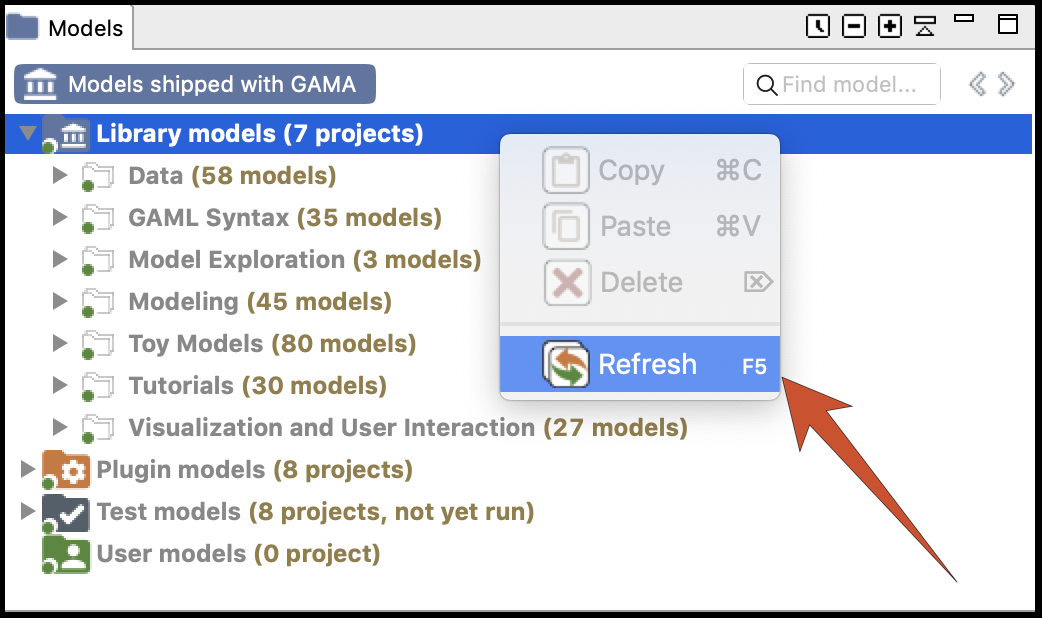 Models
Models shipped with GAMA
Find model...
Library models (7 projects)
Data (58 models)
GAML Syntax (35 models)
Model Exploration (3 models)
Modeling (45 models)
Toy Models (80 models)
Tutorials (30 models)
Visualization and User Interaction (27 models)
Plugin models (8 projects)
Test models (8 projects, not yet run)
User models (0 project)
Copy ⌘C
Paste ⌘V
Delete ⌦
Refresh F5